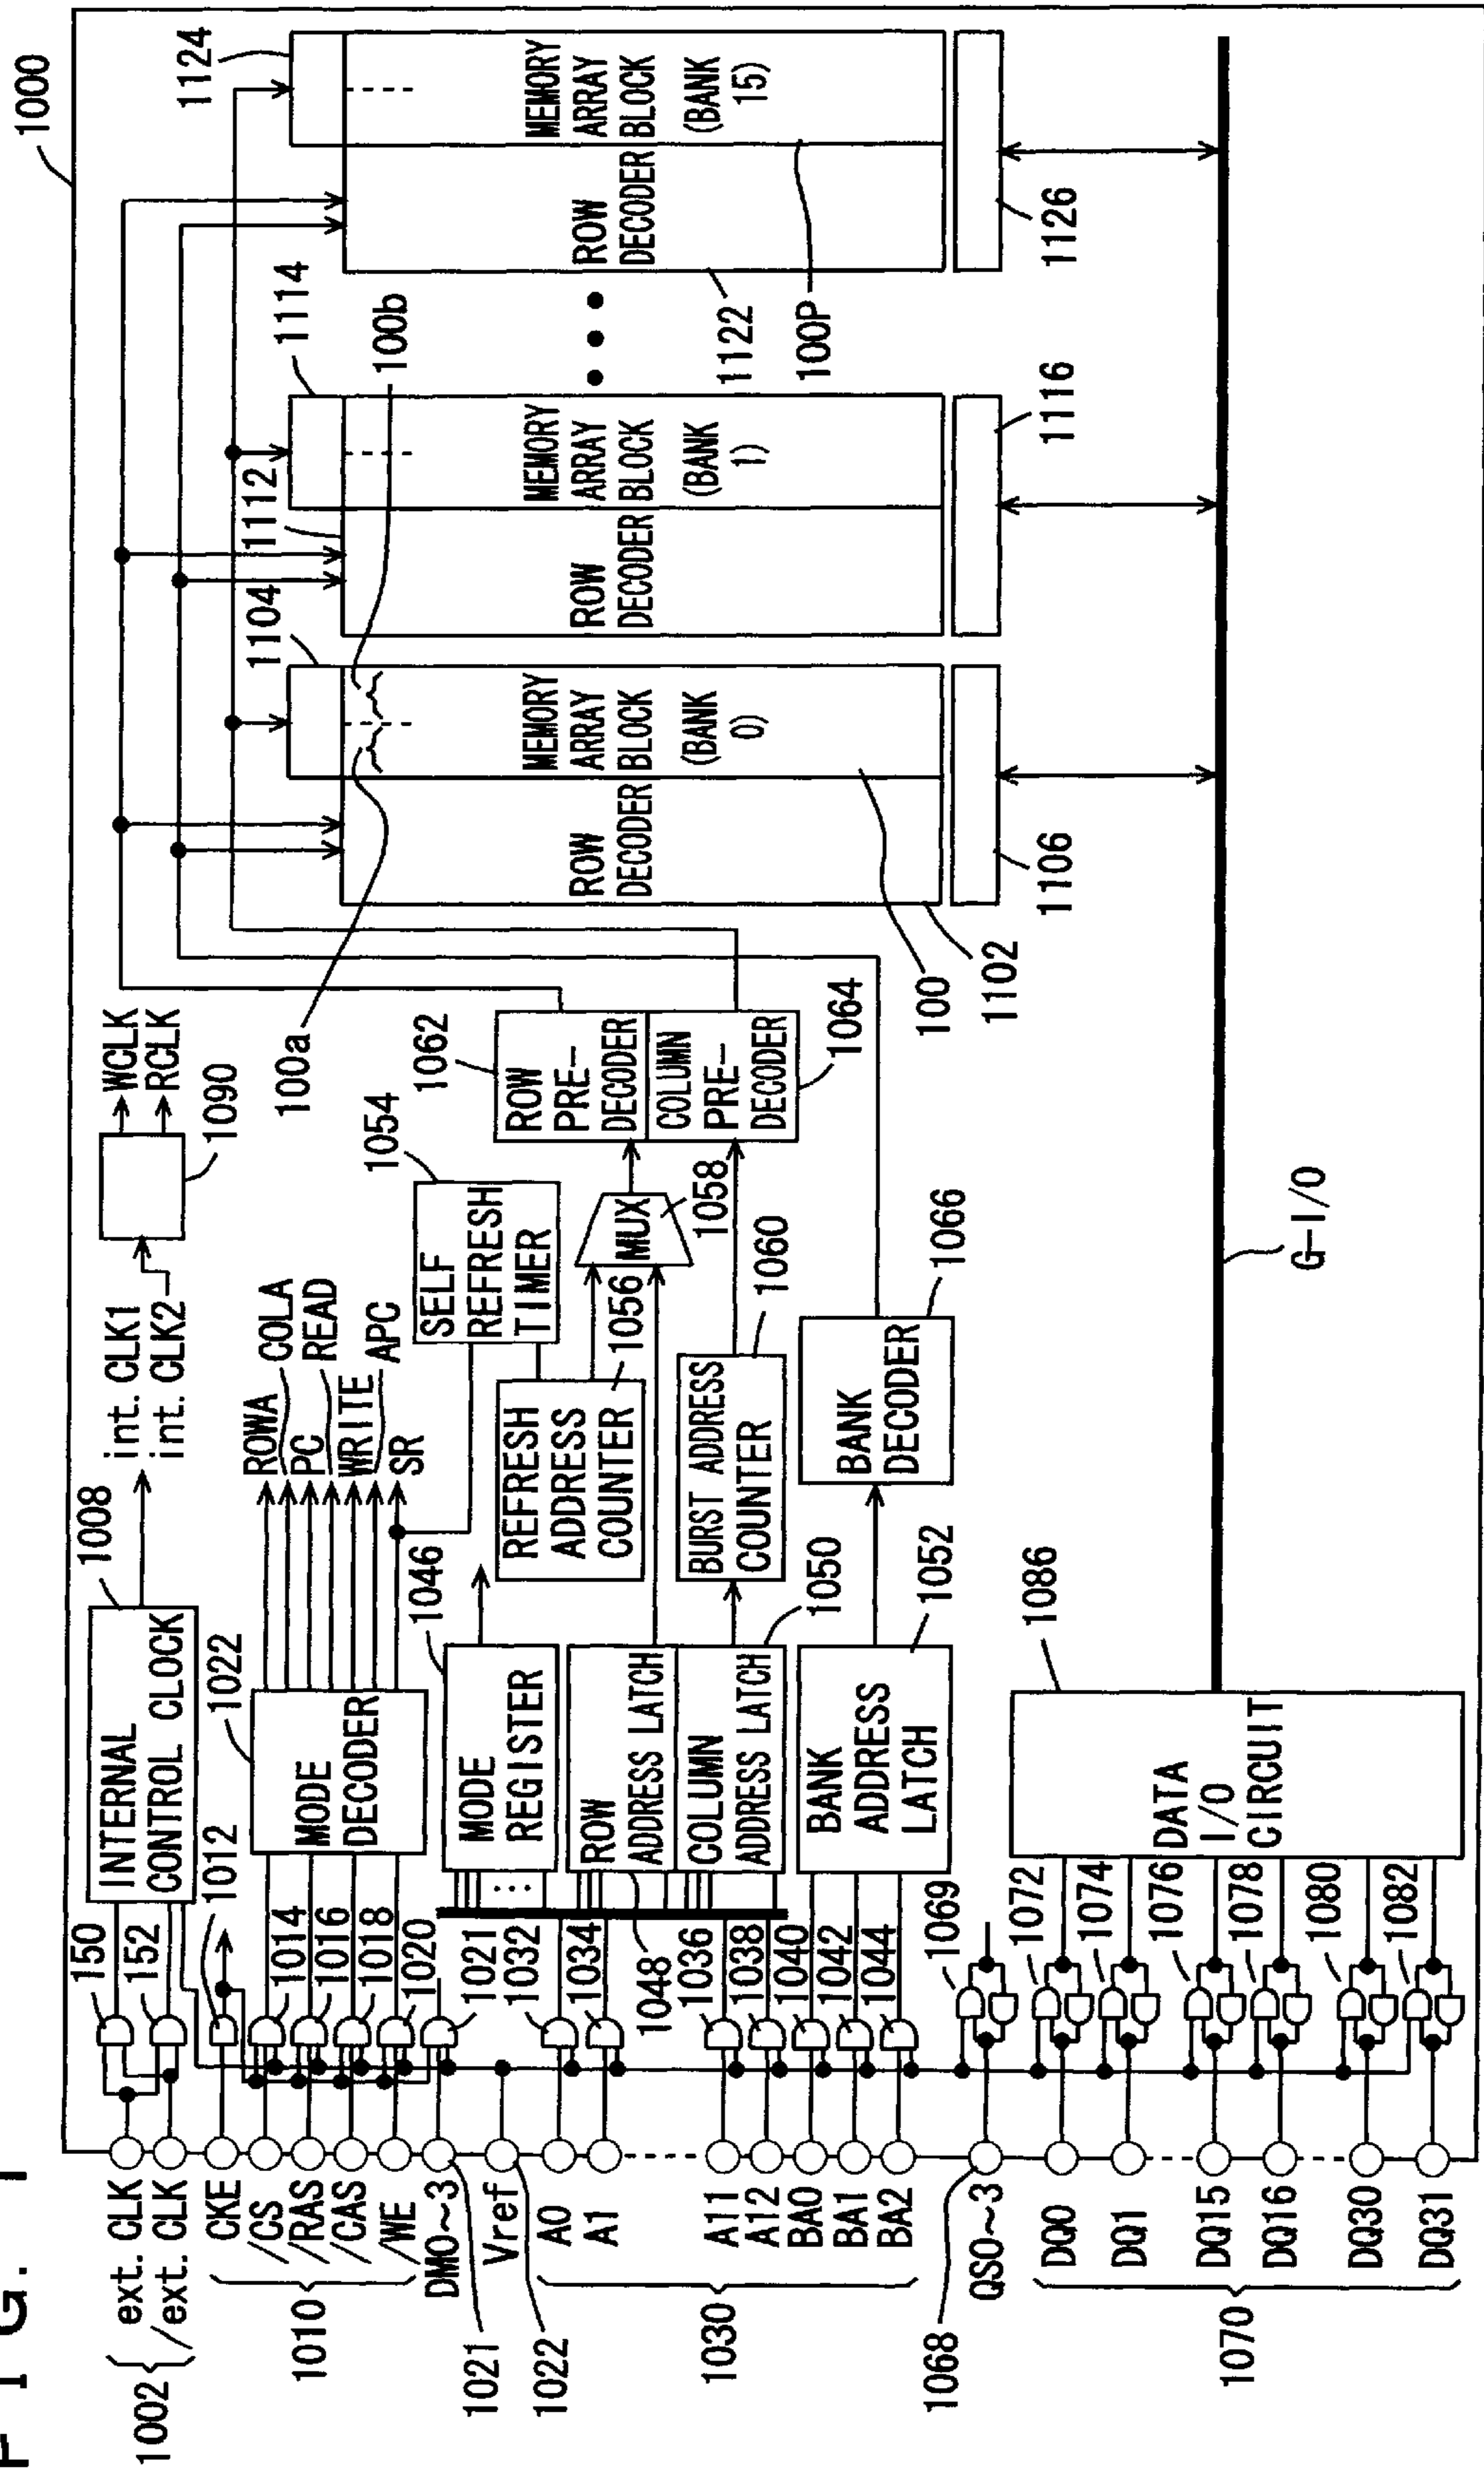 FIG. 1
1000
1002
ext. CLK
/ext. CLK
1010
CKE
/CS
/RAS
/CAS
/WE
1021
DM0~3
1022
Vref
1030
A0
A1
A11
A12
BA0
BA1
BA2
1068
QS0~3
1070
DQ0
DQ1
DQ15
DQ16
DQ30
DQ31
150
152
1012
1014
1016
1018
1020
1021
1032
1034
1048
1036
1038
1040
1042
1044
1069
1072
1074
1076
1078
1080
1082
INTERNAL
CONTROL CLOCK
1008
int. CLK1
int. CLK2
1090
WCLK
RCLK
1022
MODE
DECODER
ROWA
COLA
PC
READ
WRITE
APC
SR
1046
MODE
REGISTER
ROW
ADDRESS LATCH
COLUMN
ADDRESS LATCH
1050
BANK
ADDRESS
LATCH
1052
SELF
REFRESH
TIMER
1054
REFRESH
ADDRESS
COUNTER
1056
MUX
1058
BURST ADDRESS
COUNTER
1060
BANK
DECODER
1066
ROW
PRE-
DECODER
1062
COLUMN
PRE-
DECODER
1064
DATA
I/O
CIRCUIT
1086
G-I/O
100a
100b
1104
ROW
DECODER
MEMORY
ARRAY
BLOCK
(BANK
0)
100
1102
1106
1112
1114
ROW
DECODER
MEMORY
ARRAY
BLOCK
(BANK
1)
1116
1124
ROW
DECODER
MEMORY
ARRAY
BLOCK
(BANK
15)
1122
100P
1126